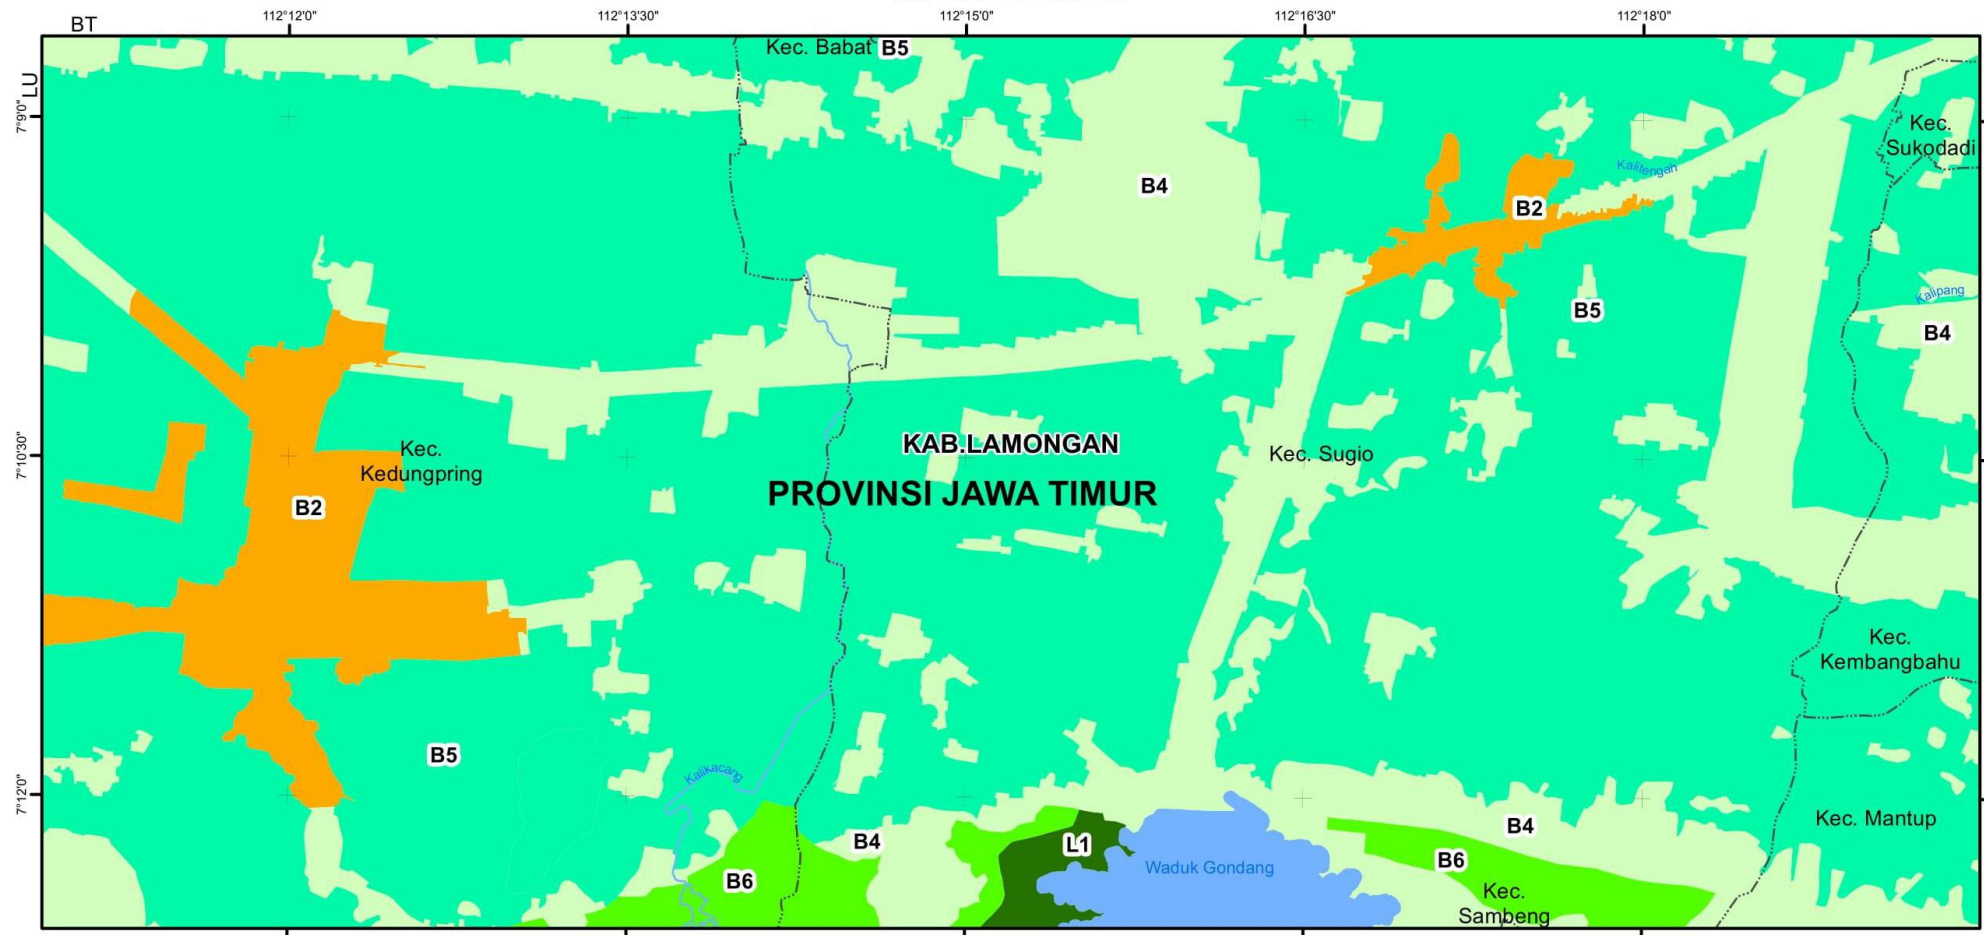 112°12'0"
112°13'30"
112°15'0"
112°16'30"
112°18'0"
BT
LU
Kec. Babat B5
7°9'0"
Kec.
Sukodadi
Kalitengah
B4
B2
Kalipang
B5
B4
KAB.LAMONGAN
Kec. Sugio
Kec.
Kedungpring
7°10'30"
PROVINSI JAWA TIMUR
B2
Kec.
Kembangbahu
B5
Kalikacang
7°12'0"
Kec. Mantup
B4
B4
L1
B6
Waduk Gondang
B6
Kec.
Sambeng